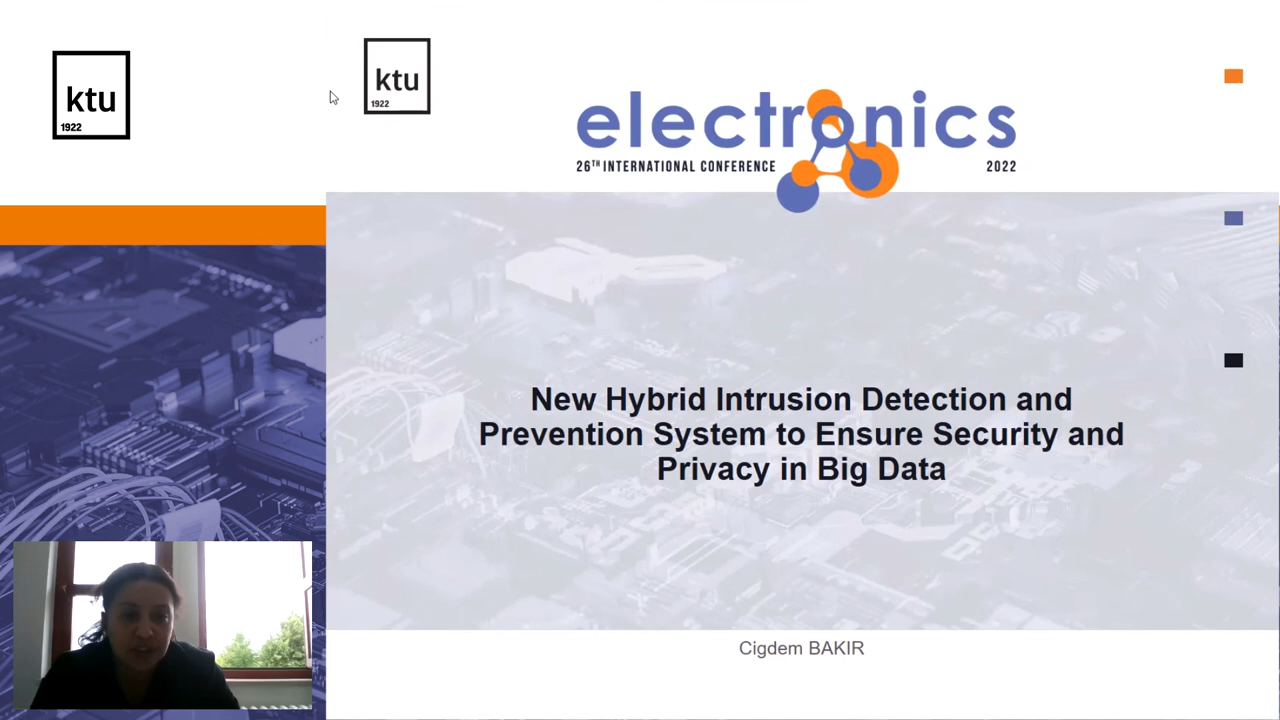 ktu
1922
ktu
1922
electronics
26TH INTERNATIONAL CONFERENCE
2022
New Hybrid Intrusion Detection and
Prevention System to Ensure Security and
Privacy in Big Data
Cigdem BAKIR